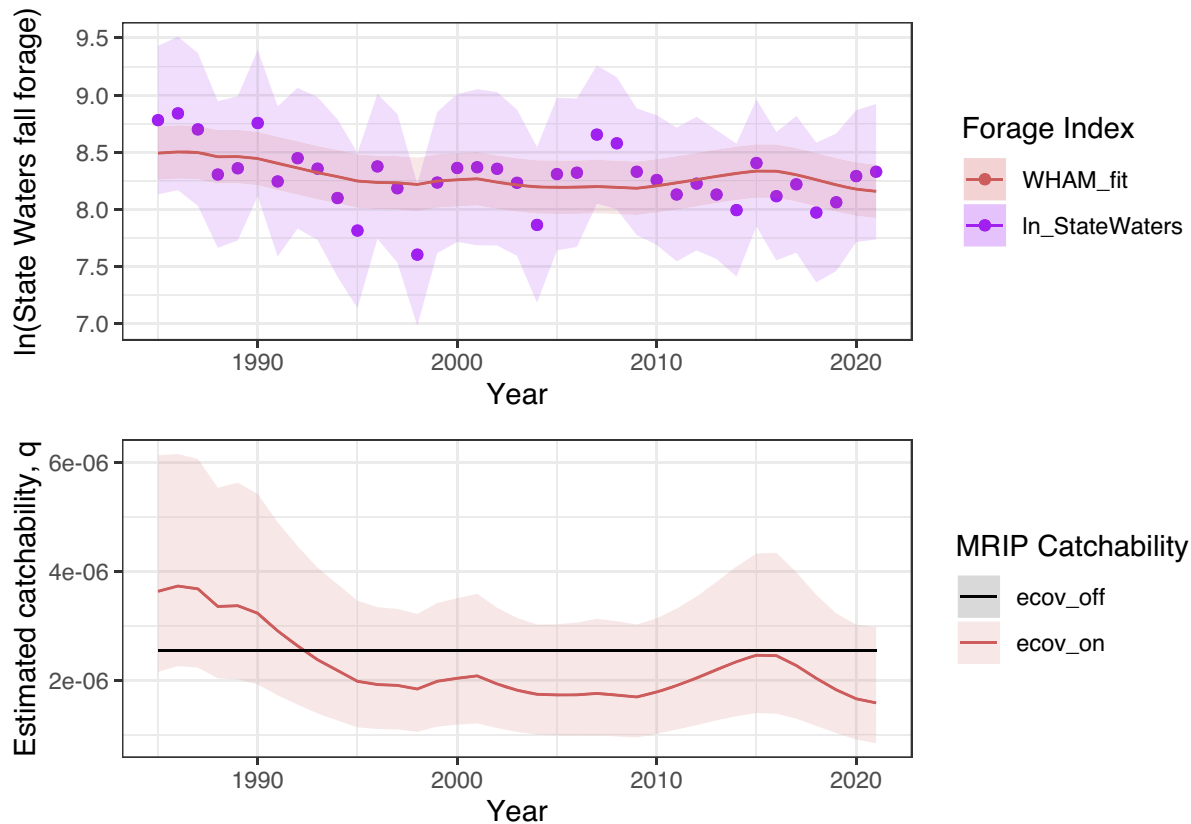 ln(State Waters fall forage)
9.5
9.0
8.5
8.0
7.5
7.0
1990
2000
2010
2020
Year
Forage Index
WHAM_fit
ln_StateWaters
Estimated catchability, q
6e-06
4e-06
2e-06
1990
2000
2010
2020
Year
MRIP Catchability
ecov_off
ecov_on